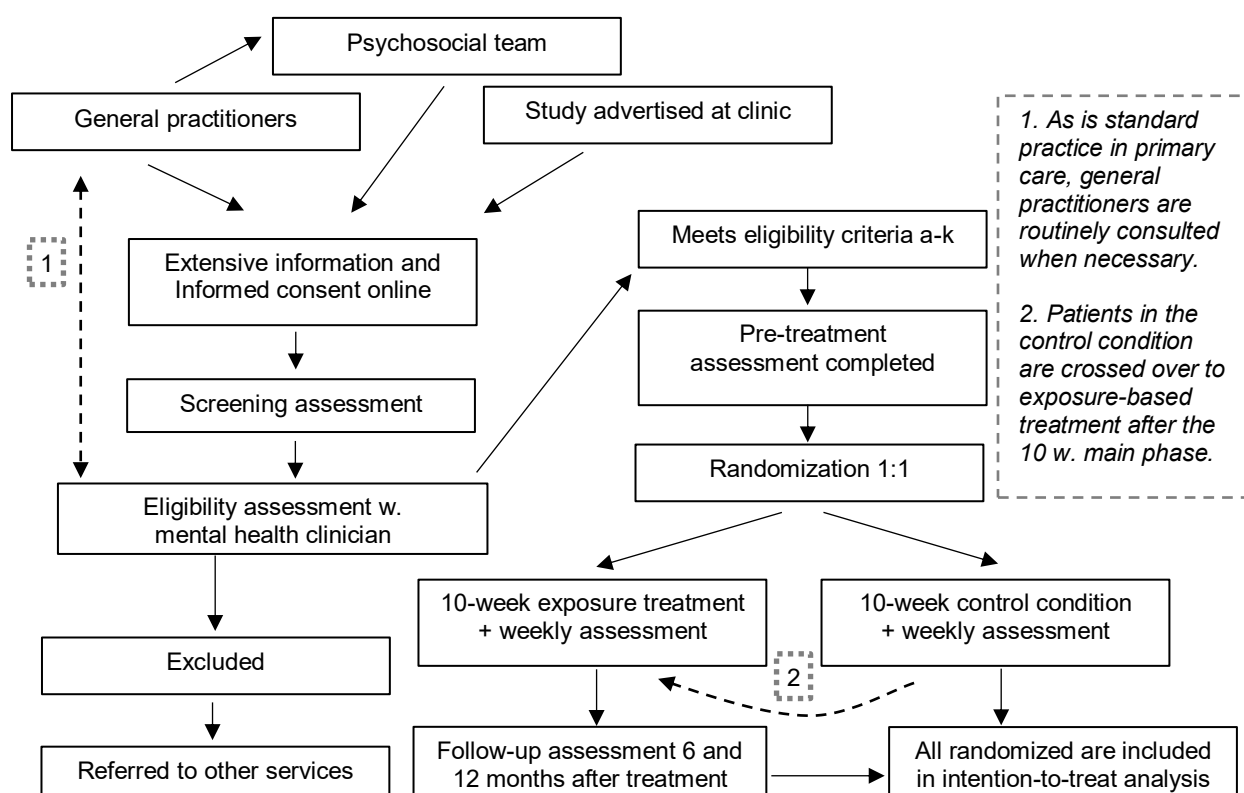 Psychosocial team
General practitioners
Study advertised at clinic
1
Extensive information and
Informed consent online
Screening assessment
Eligibility assessment w.
mental health clinician
Excluded
Referred to other services
Meets eligibility criteria a-k
Pre-treatment
assessment completed
Randomization 1:1
10-week exposure treatment
+ weekly assessment
10-week control condition
+ weekly assessment
2
Follow-up assessment 6 and
12 months after treatment
All randomized are included
in intention-to-treat analysis
1. As is standard
practice in primary
care, general
practitioners are
routinely consulted
when necessary.
2. Patients in the
control condition
are crossed over to
exposure-based
treatment after the
10 w. main phase.